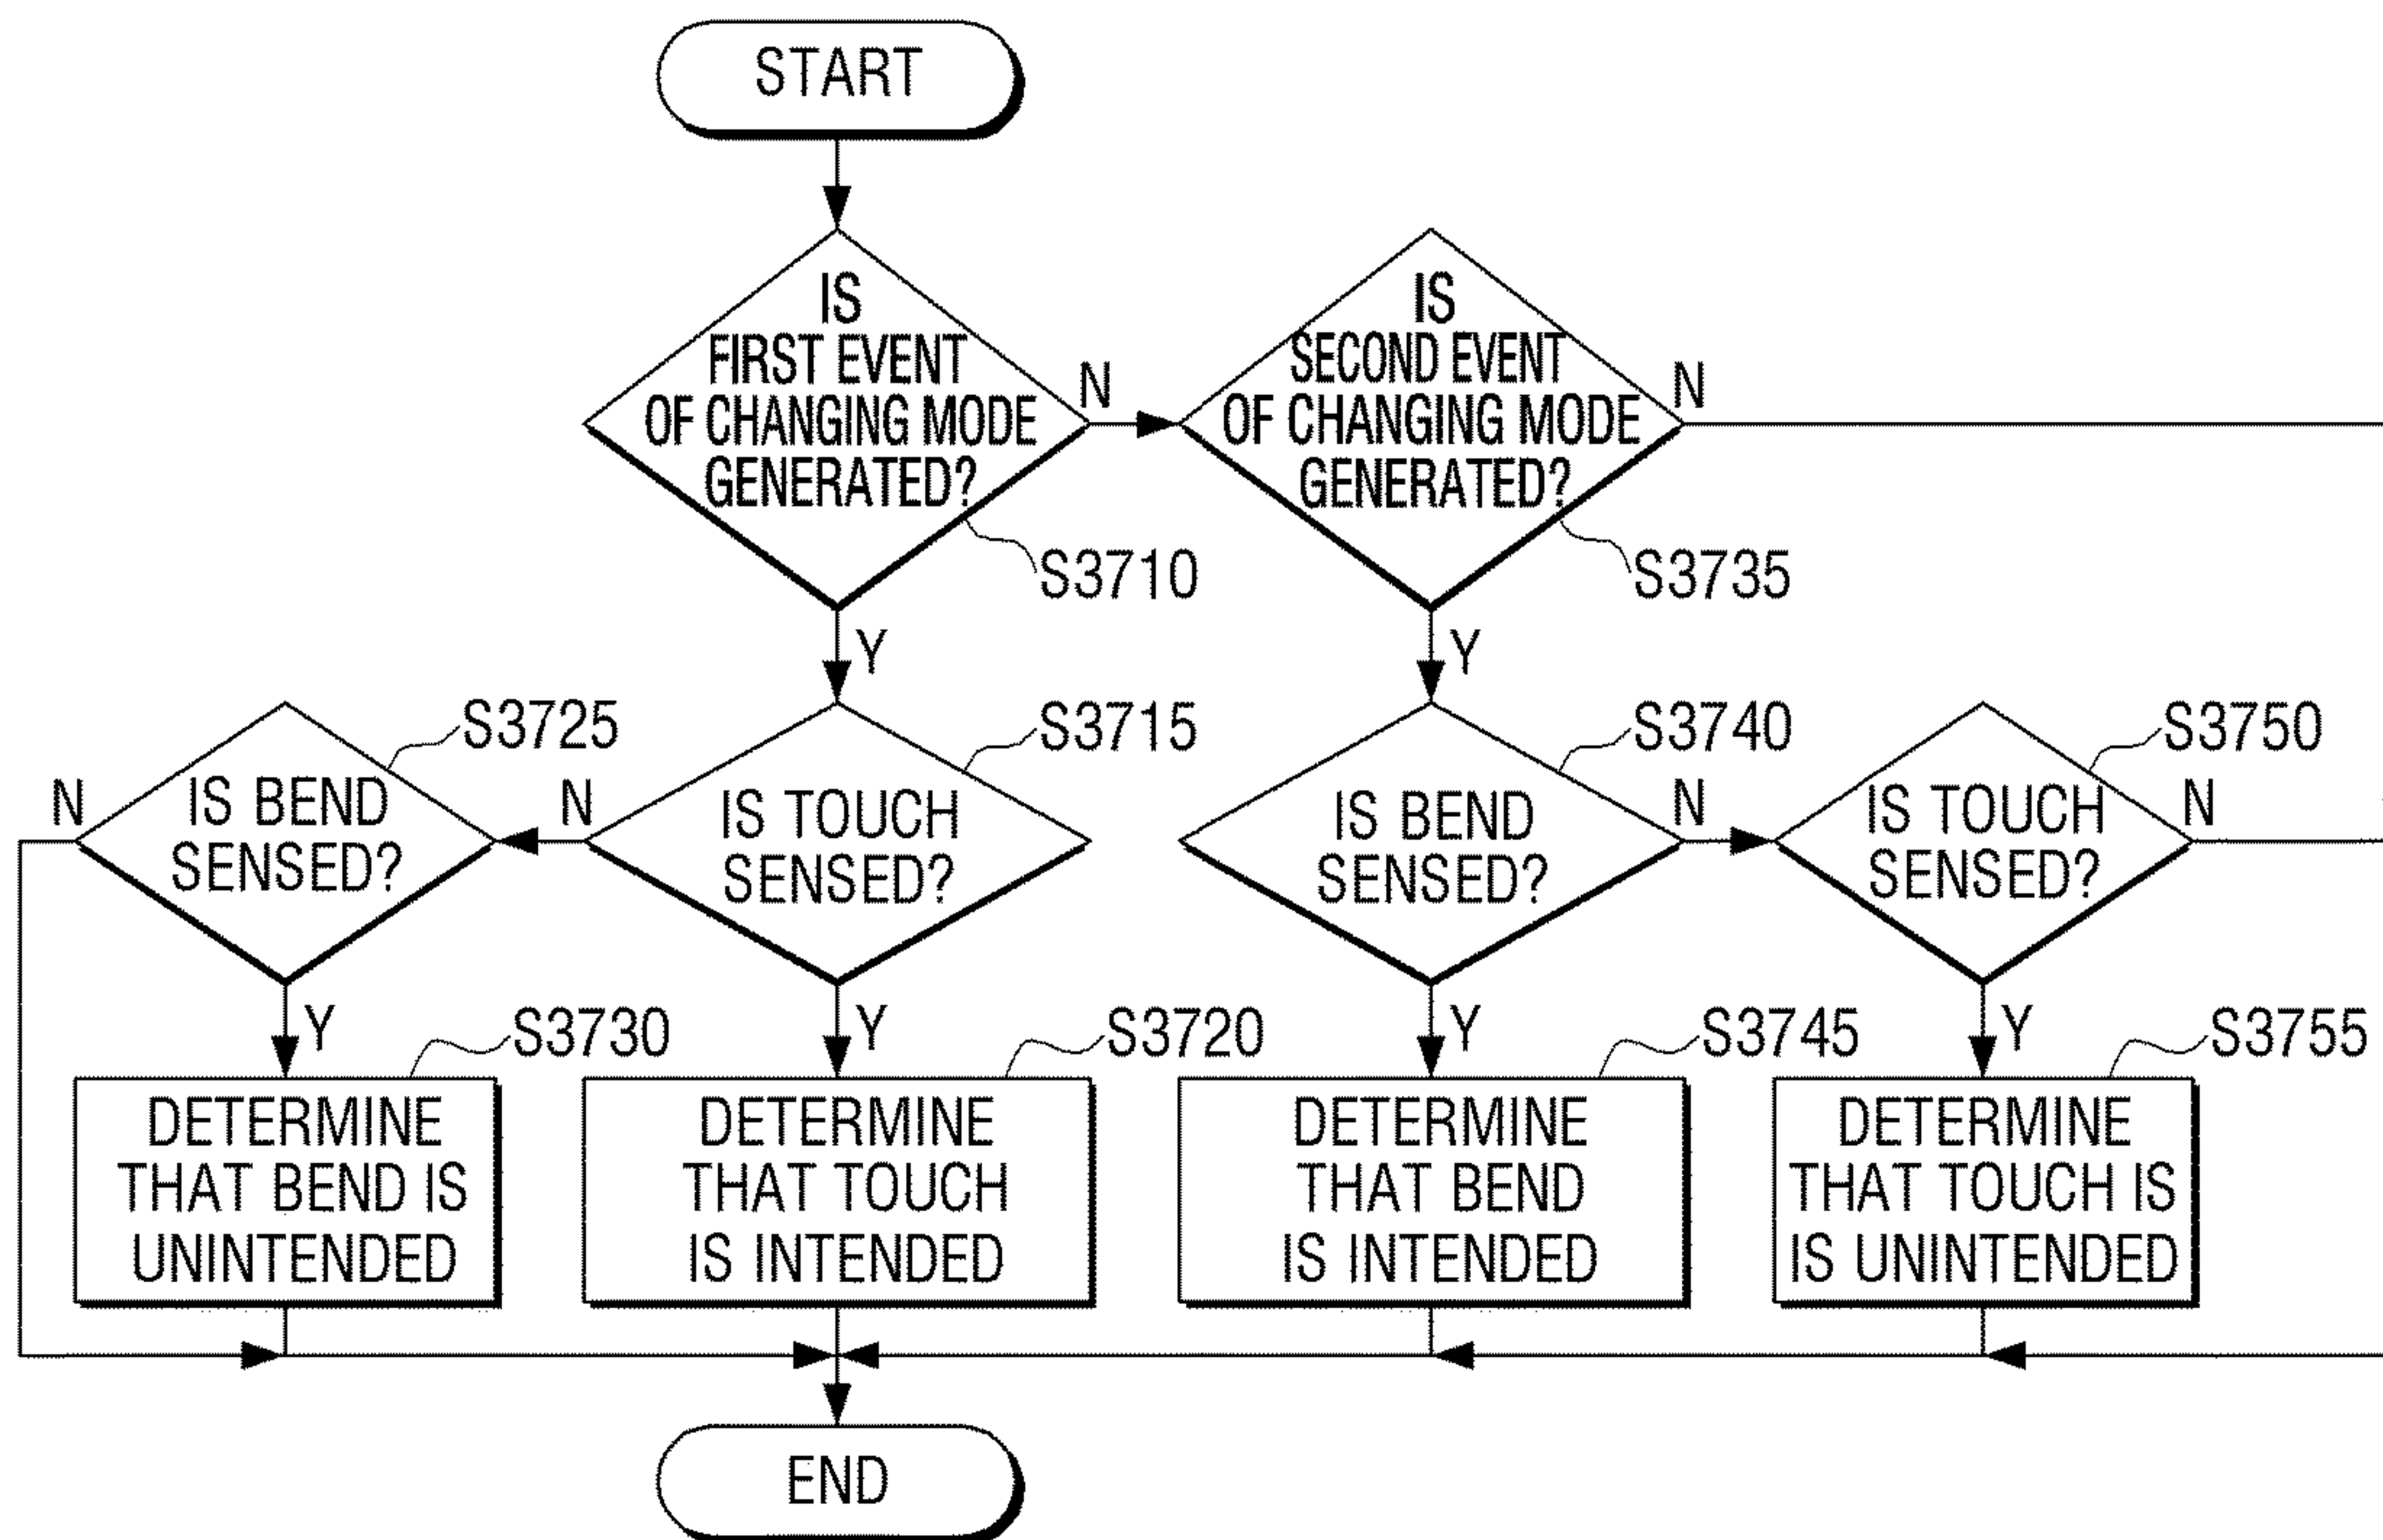 START
IS
FIRST EVENT
OF CHANGING MODE
GENERATED?
N
S3710
Y
IS
SECOND EVENT
OF CHANGING MODE
GENERATED?
N
S3735
Y
S3725
N
IS BEND
SENSED?
Y
S3715
N
IS TOUCH
SENSED?
Y
S3740
IS BEND
SENSED?
N
Y
S3750
IS TOUCH
SENSED?
N
Y
S3730
DETERMINE
THAT BEND IS
UNINTENDED
S3720
DETERMINE
THAT TOUCH
IS INTENDED
S3745
DETERMINE
THAT BEND
IS INTENDED
S3755
DETERMINE
THAT TOUCH IS
IS UNINTENDED
END